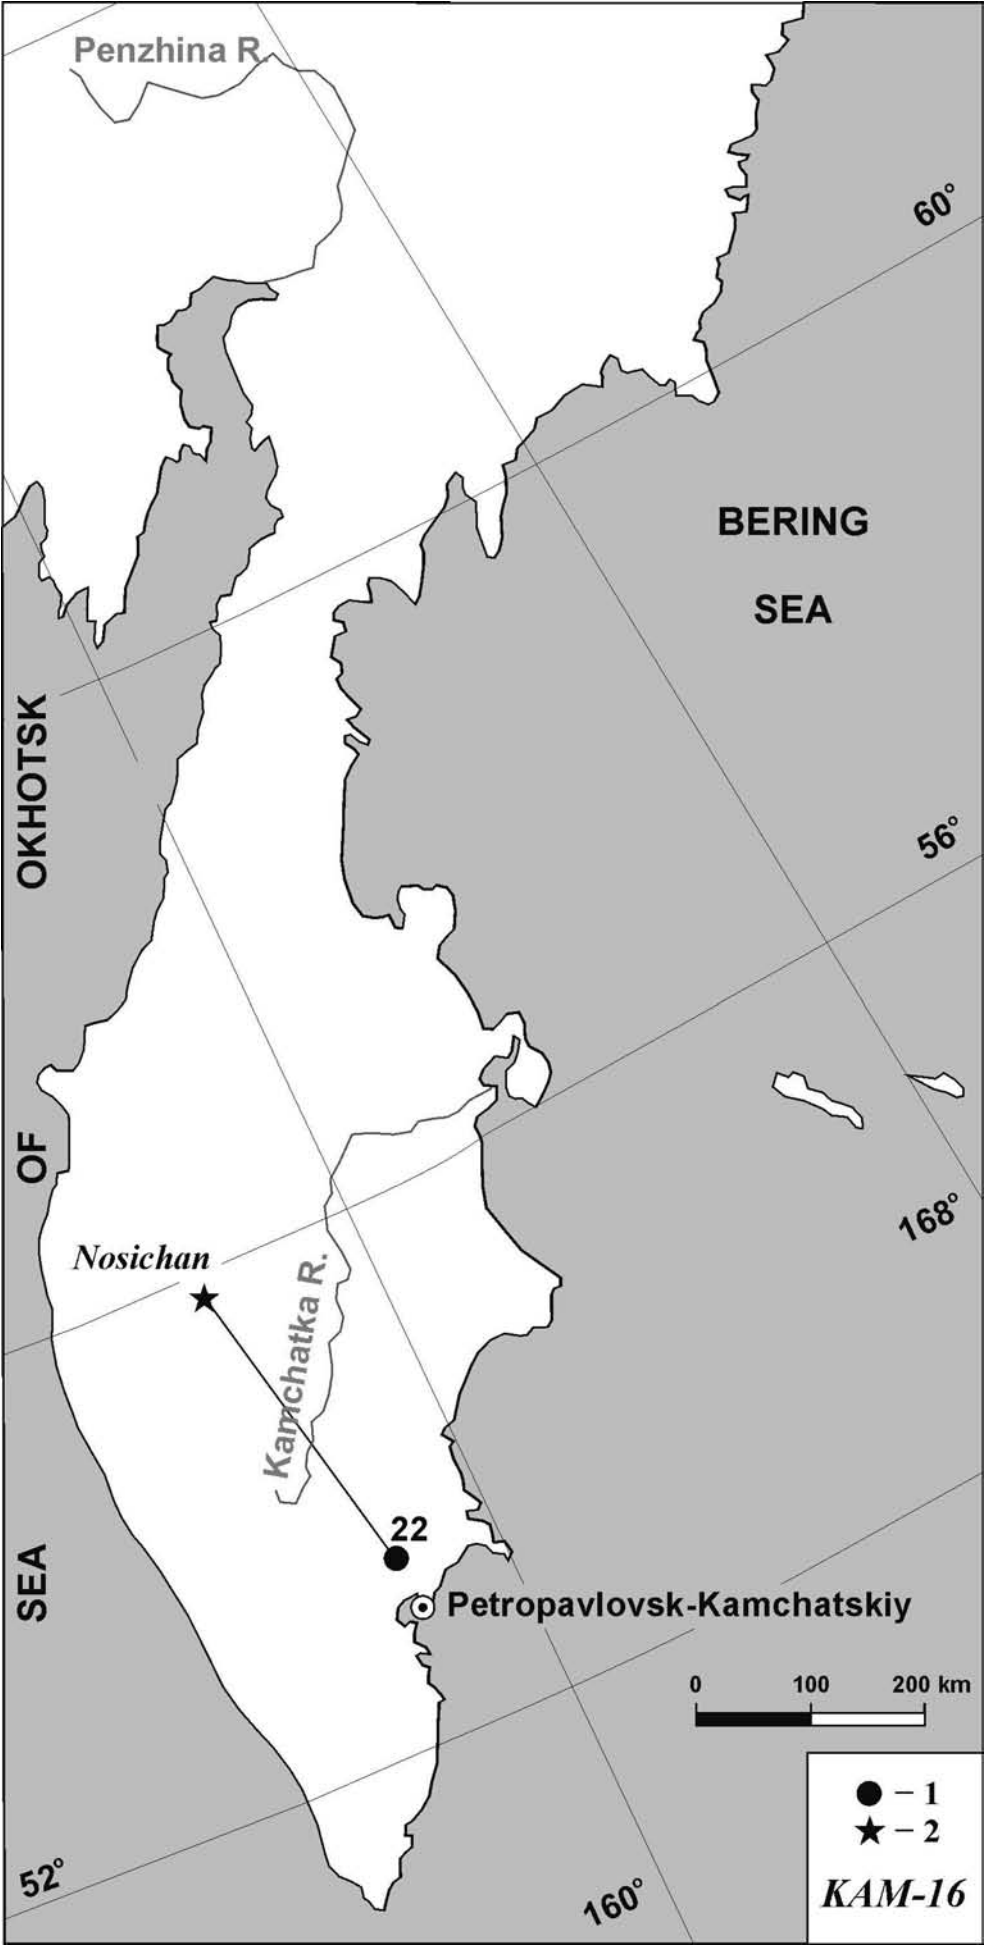 Penzhina R.
60°
BERING
SEA
OKHOTSK
56°
OF
168°
Nosichan
Kamchatka R.
22
SEA
Petropavlovsk-Kamchatskiy
0 100 200 km
– 1
– 2
52°
160°
KAM-16